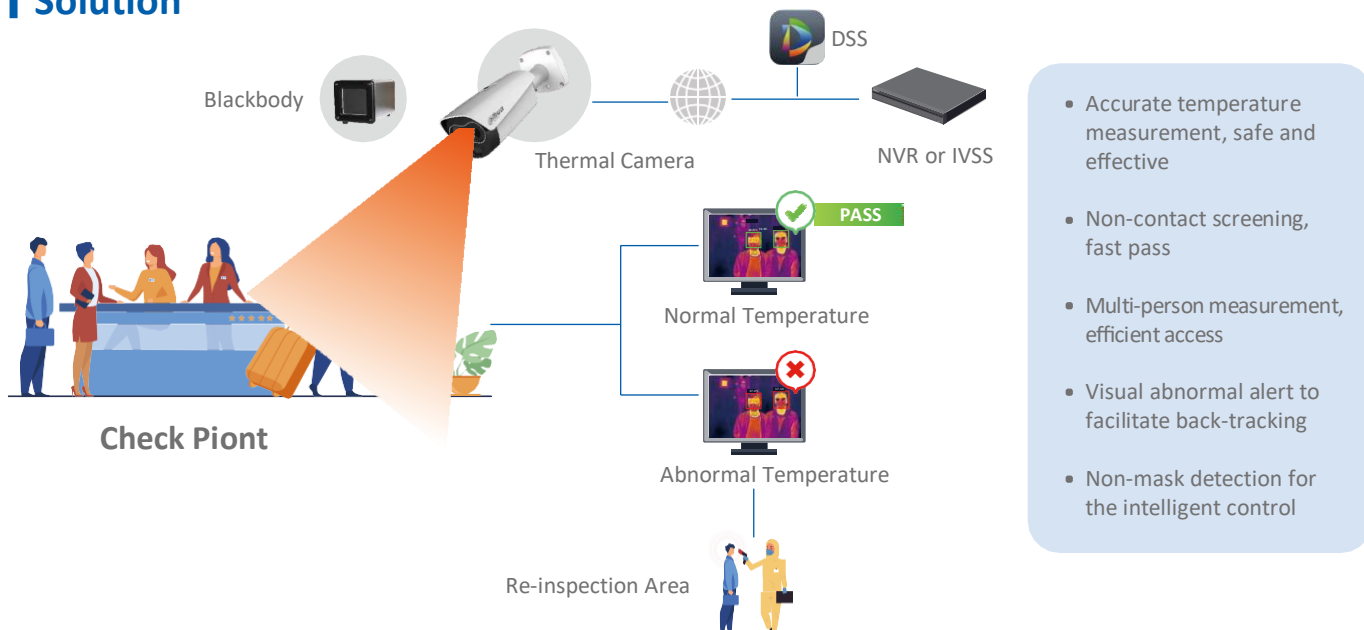 Solution
DSS
Blackbody
Thermal Camera
NVR or IVSS
PASS
Normal Temperature
Check Piont
Abnormal Temperature
Re-inspection Area
• Accurate temperature
measurement, safe and
effective
• Non-contact screening,
fast pass
• Multi-person measurement,
efficient access
• Visual abnormal alert to
facilitate back-tracking
• Non-mask detection for
the intelligent control